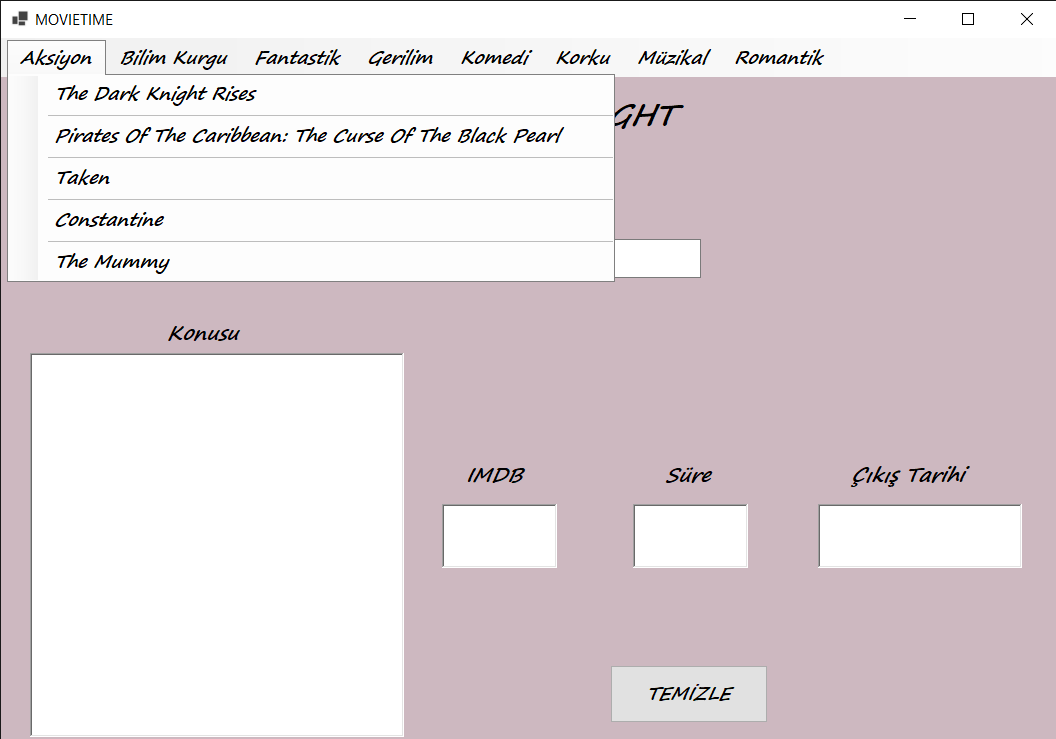 MOVIETIME
Aksiyon Bilim Kurgu Fantastik Gerilim Komedi Korku Müzikal Romantik
The Dark Knight Rises
GHT
Pirates Of The Caribbean: The Curse Of The Black Pearl
Taken
Constantine
The Mummy
Konusu
IMDB Süre Çıkış Tarihi
TEMİZLE